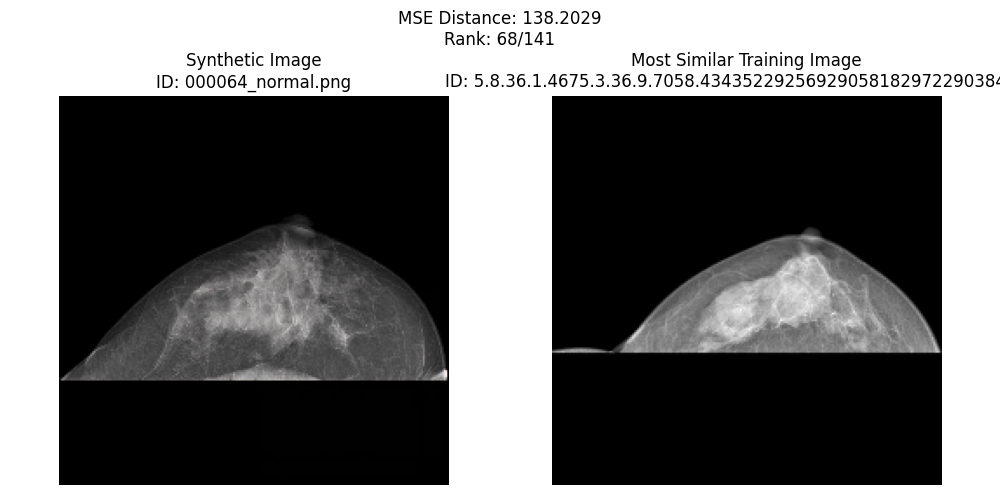 MSE Distance: 138.2029
Rank: 68/141
Synthetic Image
ID: 000064_normal.png
Most Similar Training Image
ID: 5.8.36.1.4675.3.36.9.7058.43435229256929058182972290384